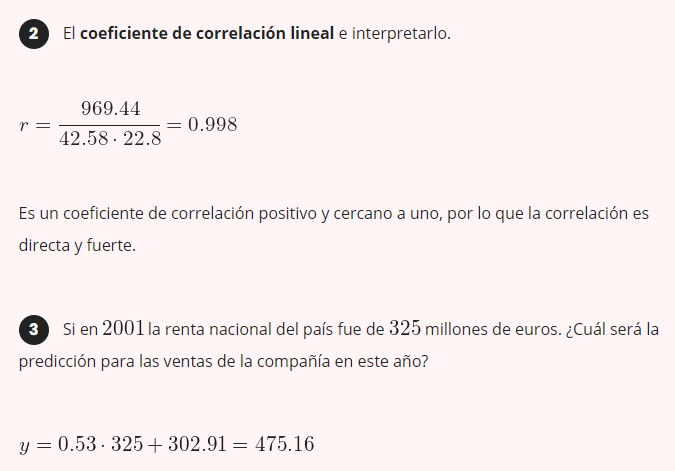 2 El coeficiente de correlación lineal e interpretarlo.
r = 969.44 / 42.58 · 22.8 = 0.998
Es un coeficiente de correlación positivo y cercano a uno, por lo que la correlación es
directa y fuerte.
3 Si en 2001 la renta nacional del país fue de 325 millones de euros. ¿Cuál será la
predicción para las ventas de la compañía en este año?
y = 0.53 · 325 + 302.91 = 475.16